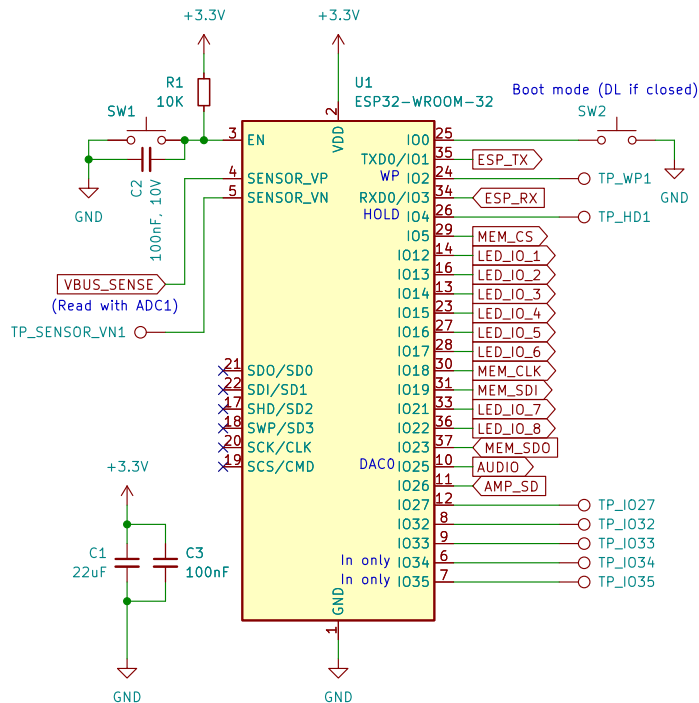 +3.3V
+3.3V
R1
10K
U1
ESP32-WROOM-32
Boot mode (DL if closed)
SW1
SW2
C2
100nF, 10V
GND
GND
2
VDD
3 EN
4 SENSOR_VP
5 SENSOR_VN
VBUS_SENSE
(Read with ADC1)
TP_SENSOR_VN1
21 SDO/SD0
22 SDI/SD1
17 SHD/SD2
18 SWP/SD3
20 SCK/CLK
19 SCS/CMD
IO0 25
TXD0/IO1 35 ESP_TX
WP IO2 24 TP_WP1
RXD0/IO3 34 ESP_RX
HOLD IO4 26 TP_HD1
IO5 29 MEM_CS
IO12 14 LED_IO_1
IO13 16 LED_IO_2
IO14 13 LED_IO_3
IO15 23 LED_IO_4
IO16 27 LED_IO_5
IO17 28 LED_IO_6
IO18 30 MEM_CLK
IO19 31 MEM_SDI
IO21 33 LED_IO_7
IO22 36 LED_IO_8
IO23 37 MEM_SDO
DAC0 IO25 10 AUDIO
IO26 11 AMP_SD
IO27 12 TP_IO27
IO32 8 TP_IO32
IO33 9 TP_IO33
In only IO34 6 TP_IO34
In only IO35 7 TP_IO35
GND
1
GND
+3.3V
C1
22uF
C3
100nF
GND